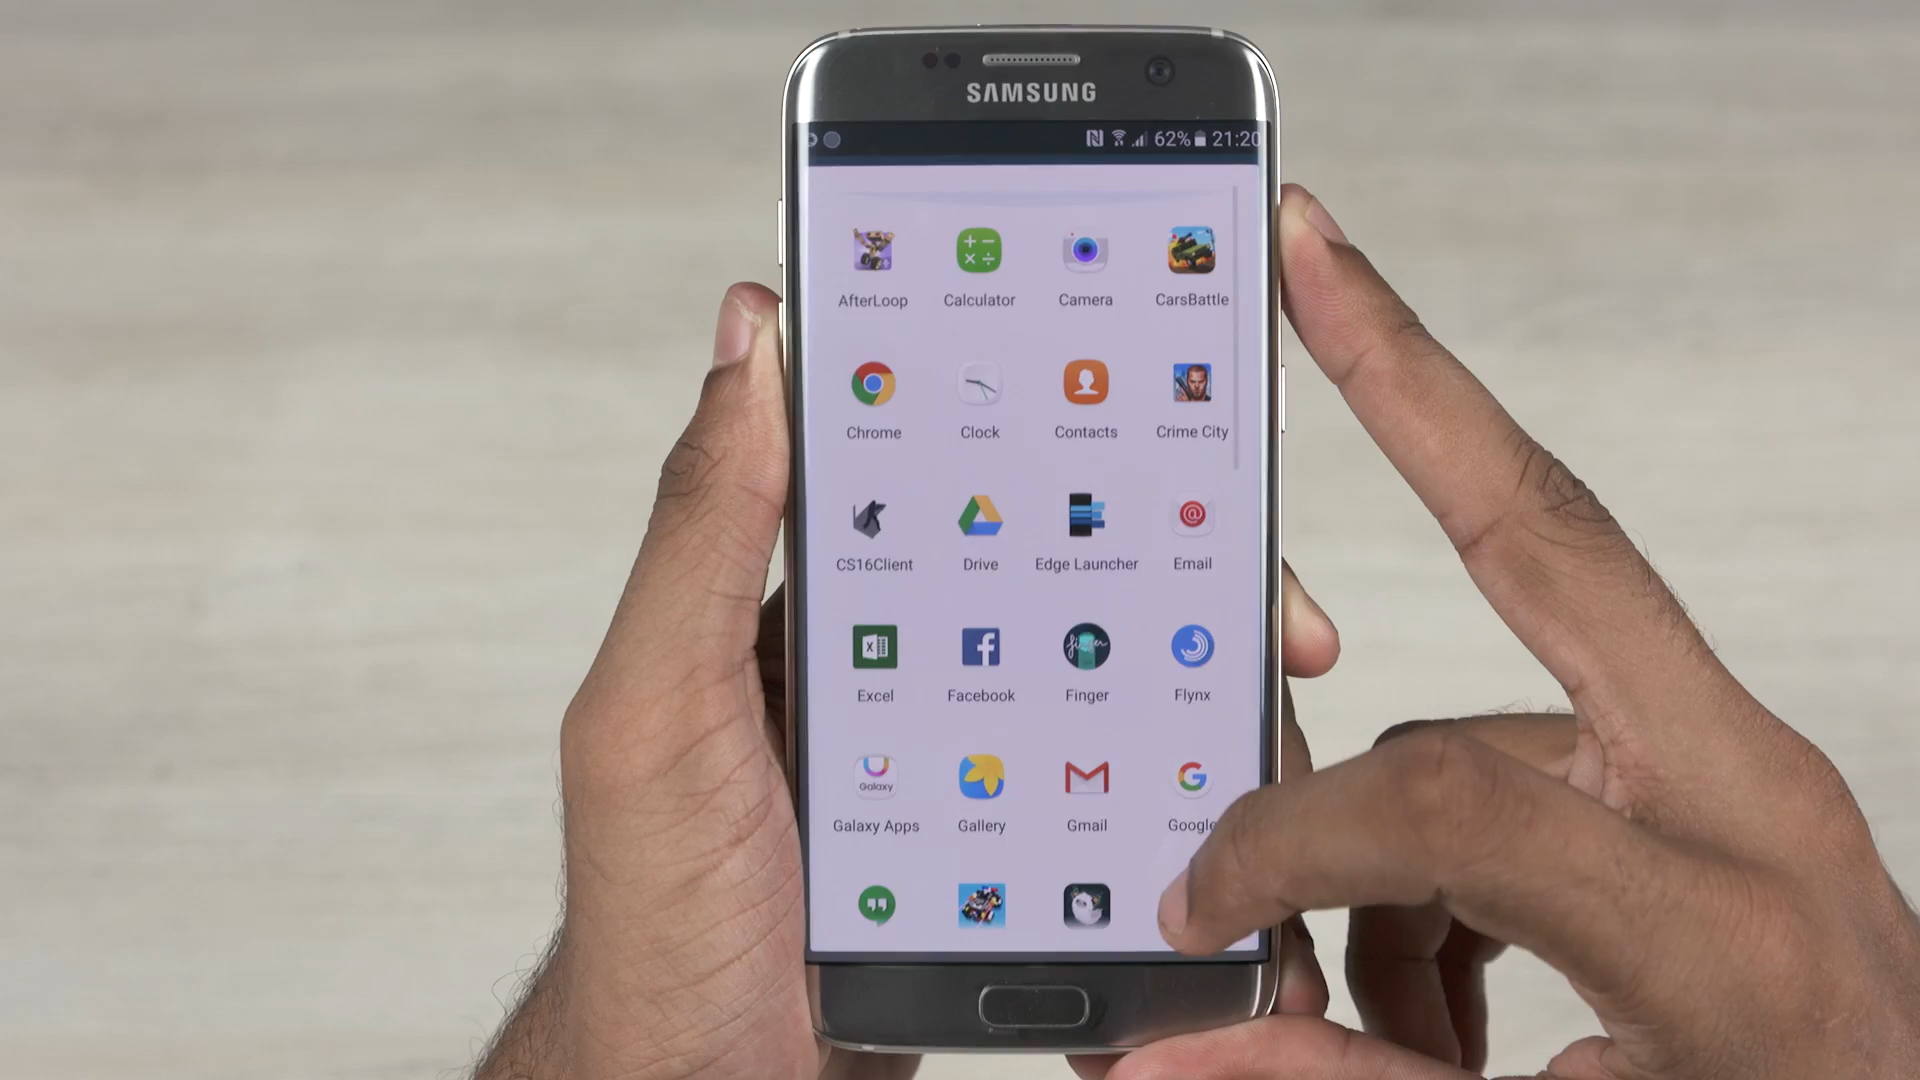 SAMSUNG
62% 21:20
AfterLoop Calculator Camera CarsBattle
Chrome Clock Contacts Crime City
CS16Client Drive Edge Launcher Email
Excel Facebook Finger Flynx
Galaxy
Galaxy Apps Gallery Gmail Google